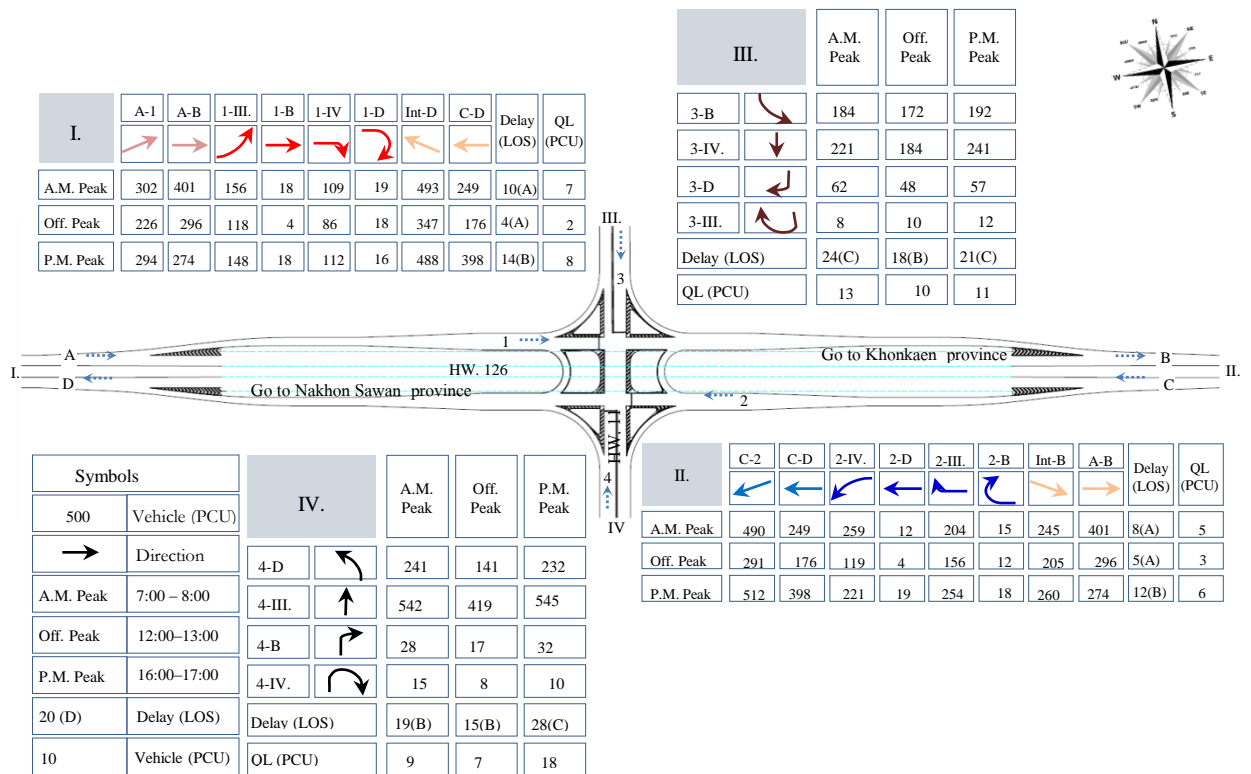 III. A.M. Peak Off. Peak P.M. Peak
3-B 184 172 192
3-IV. 221 184 241
3-D 62 48 57
3-III. 8 10 12
Delay (LOS) 24(C) 18(B) 21(C)
QL (PCU) 13 10 11
N
E
S
W
I. A-1 A-B 1-III. 1-B 1-IV 1-D Int-D C-D Delay (LOS) QL (PCU)
A.M. Peak 302 401 156 18 109 19 493 249 10(A) 7
Off. Peak 226 296 118 4 86 18 347 176 4(A) 2
P.M. Peak 294 274 148 18 112 16 488 398 14(B) 8
III.
3
1
A
Go to Khonkaen province
B
I.
HW. 126
II.
D
Go to Nakhon Sawan province
C
2
HW. 11
4
IV
Symbols
500 Vehicle (PCU)
Direction
A.M. Peak 7:00 – 8:00
Off. Peak 12:00–13:00
P.M. Peak 16:00–17:00
20 (D) Delay (LOS)
10 Vehicle (PCU)
IV. A.M. Peak Off. Peak P.M. Peak
4-D 241 141 232
4-III. 542 419 545
4-B 28 17 32
4-IV. 15 8 10
Delay (LOS) 19(B) 15(B) 28(C)
QL (PCU) 9 7 18
II. C-2 C-D 2-IV. 2-D 2-III. 2-B Int-B A-B Delay (LOS) QL (PCU)
A.M. Peak 490 249 259 12 204 15 245 401 8(A) 5
Off. Peak 291 176 119 4 156 12 205 296 5(A) 3
P.M. Peak 512 398 221 19 254 18 260 274 12(B) 6